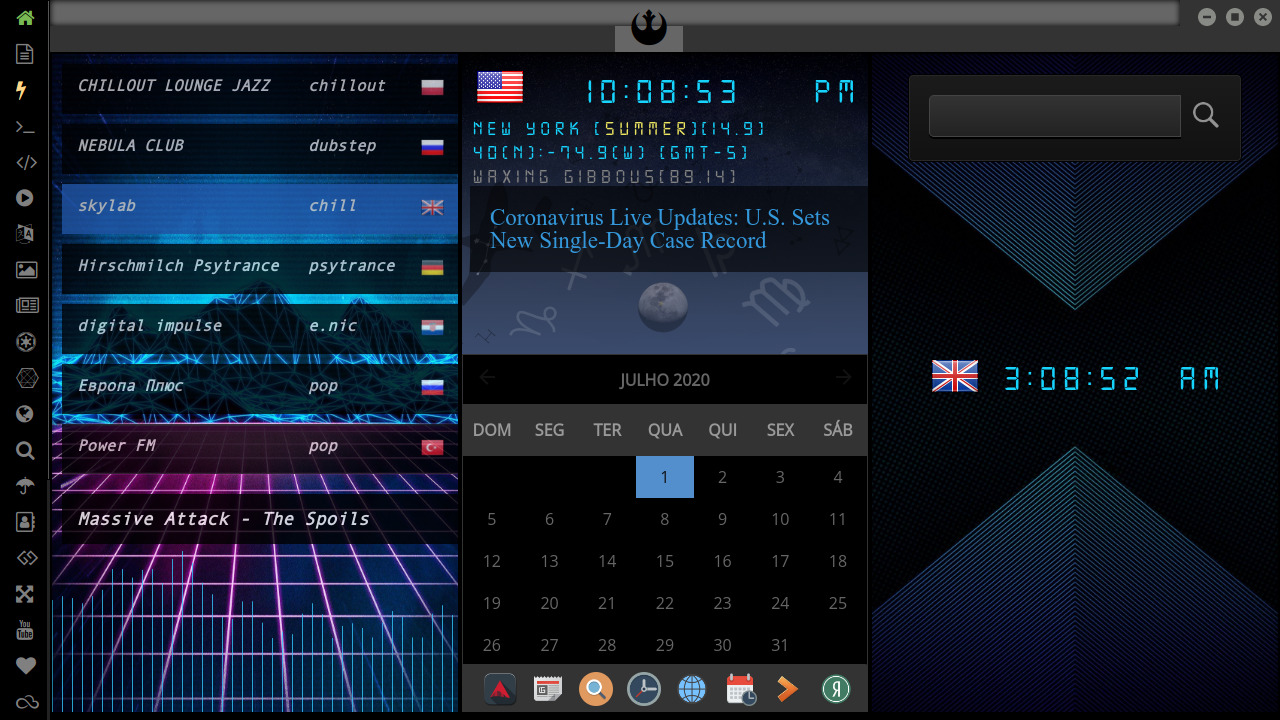 CHILLOUT LOUNGE JAZZ chillout
NEBULA CLUB dubstep
skylab chill
Hirschmilch Psytrance psytrance
digital impulse e.nic
Европа Плюс pop
Power FM pop
Massive Attack - The Spoils
10:08:53 PM
NEW YORK (SUMMER)(14.9)
40(N):-74.9(W) (GMT-5)
WAXING GIBBOUS(89.14)
Coronavirus Live Updates: U.S. Sets
New Single-Day Case Record
JULHO 2020
DOM SEG TER QUA QUI SEX SÁB
1 2 3 4
5 6 7 8 9 10 11
12 13 14 15 16 17 18
19 20 21 22 23 24 25
26 27 28 29 30 31
3:08:52 AM
You
Tube
Я